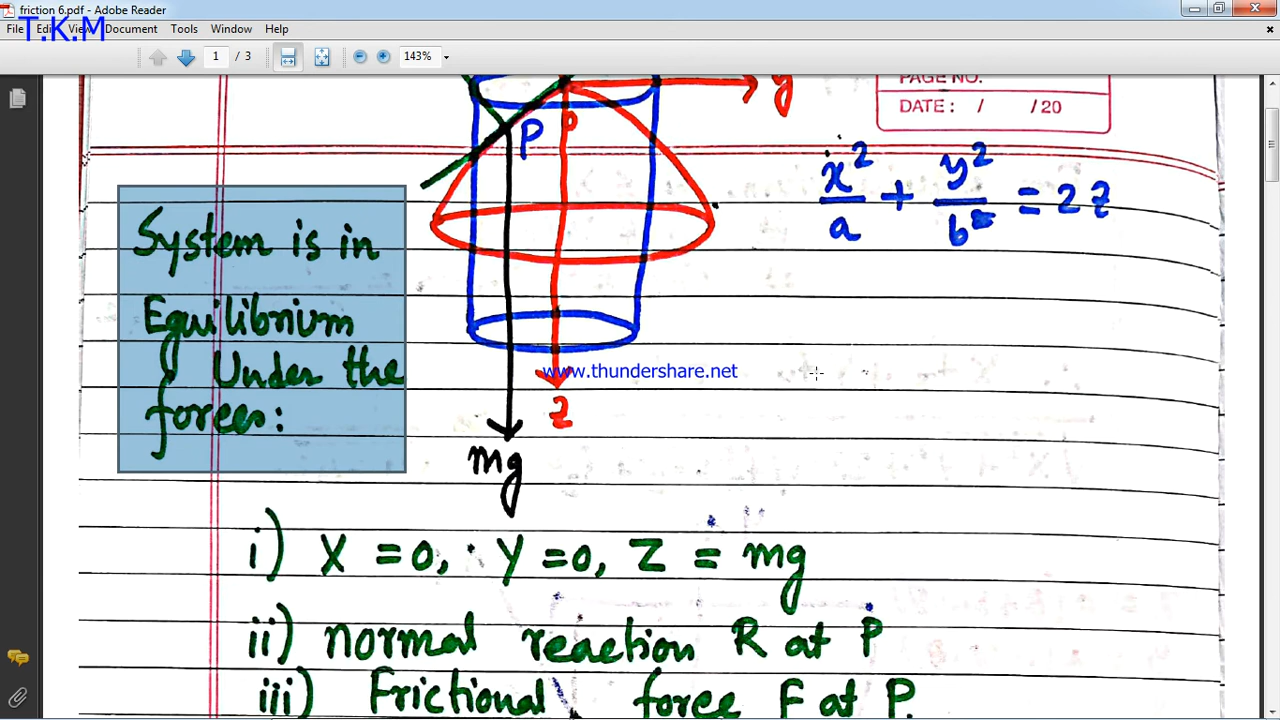 friction 6.pdf - Adobe Reader
T.K.M
File Edit View Document Tools Window Help
1 / 3 143%
y
PAGE NO.
DATE : / /20
P
O
x²/a + y²/b = 2z
System is in
Equilibrium
Under the
forces:
www.thundershare.net
z
mg
i) X = 0, Y = 0, Z = mg
ii) normal reaction R at P
iii) Frictional force F at P.